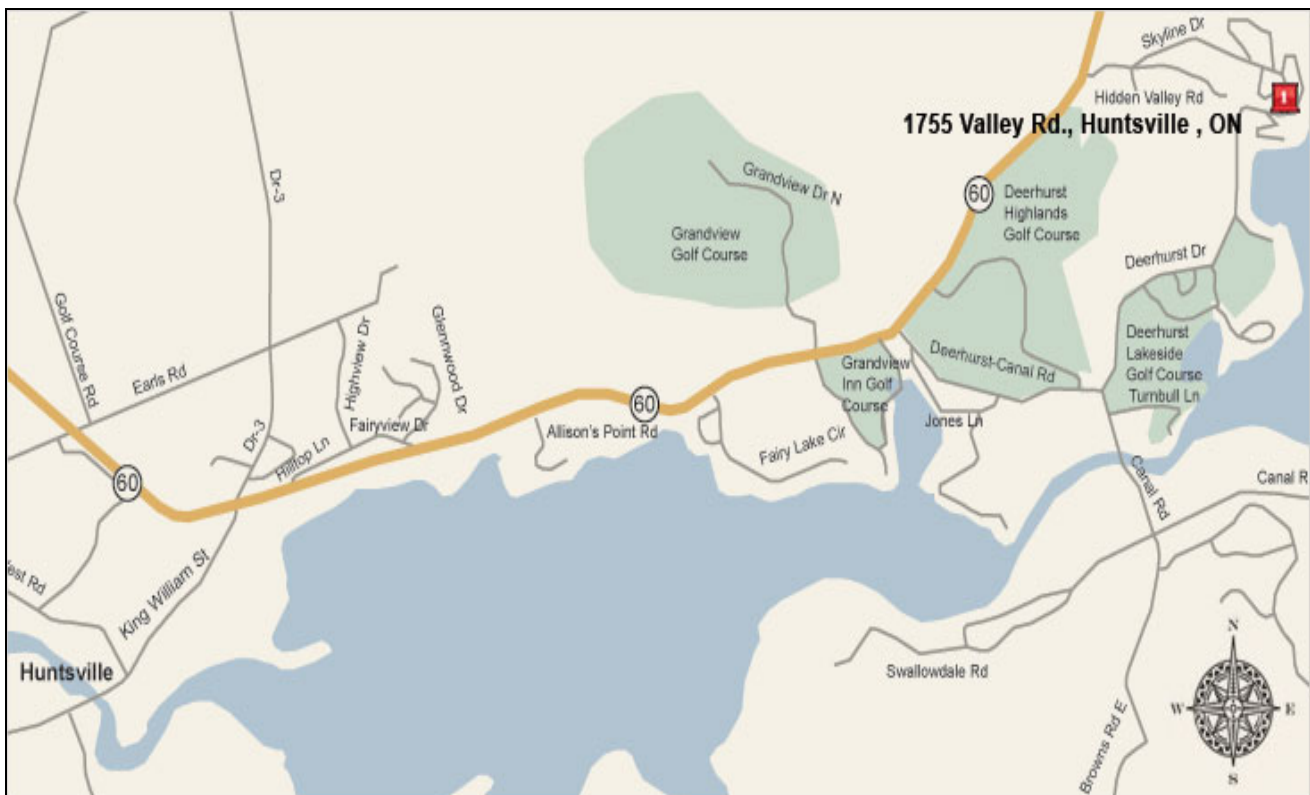 Skyline Dr
1
Hidden Valley Rd
1755 Valley Rd., Huntsville , ON
Dr-3
Grandview Dr N
60
Deerhurst
Highlands
Golf Course
Grandview
Golf Course
Deerhurst Dr
Golf Course Rd
Highview Dr
Glennwood Dr
Earls Rd
Deerhurst
Lakeside
Golf Course
Turnbull Ln
Grandview
Inn Golf
Course
Deerhurst-Canal Rd
60
Fairyview Dr
Allison's Point Rd
Jones Ln
Dr-3
Hilltop Ln
Fairy Lake Cir
60
Canal Rd
Canal R
est Rd
King William St
Huntsville
Swallowdale Rd
N
W
E
S
Browns Rd E